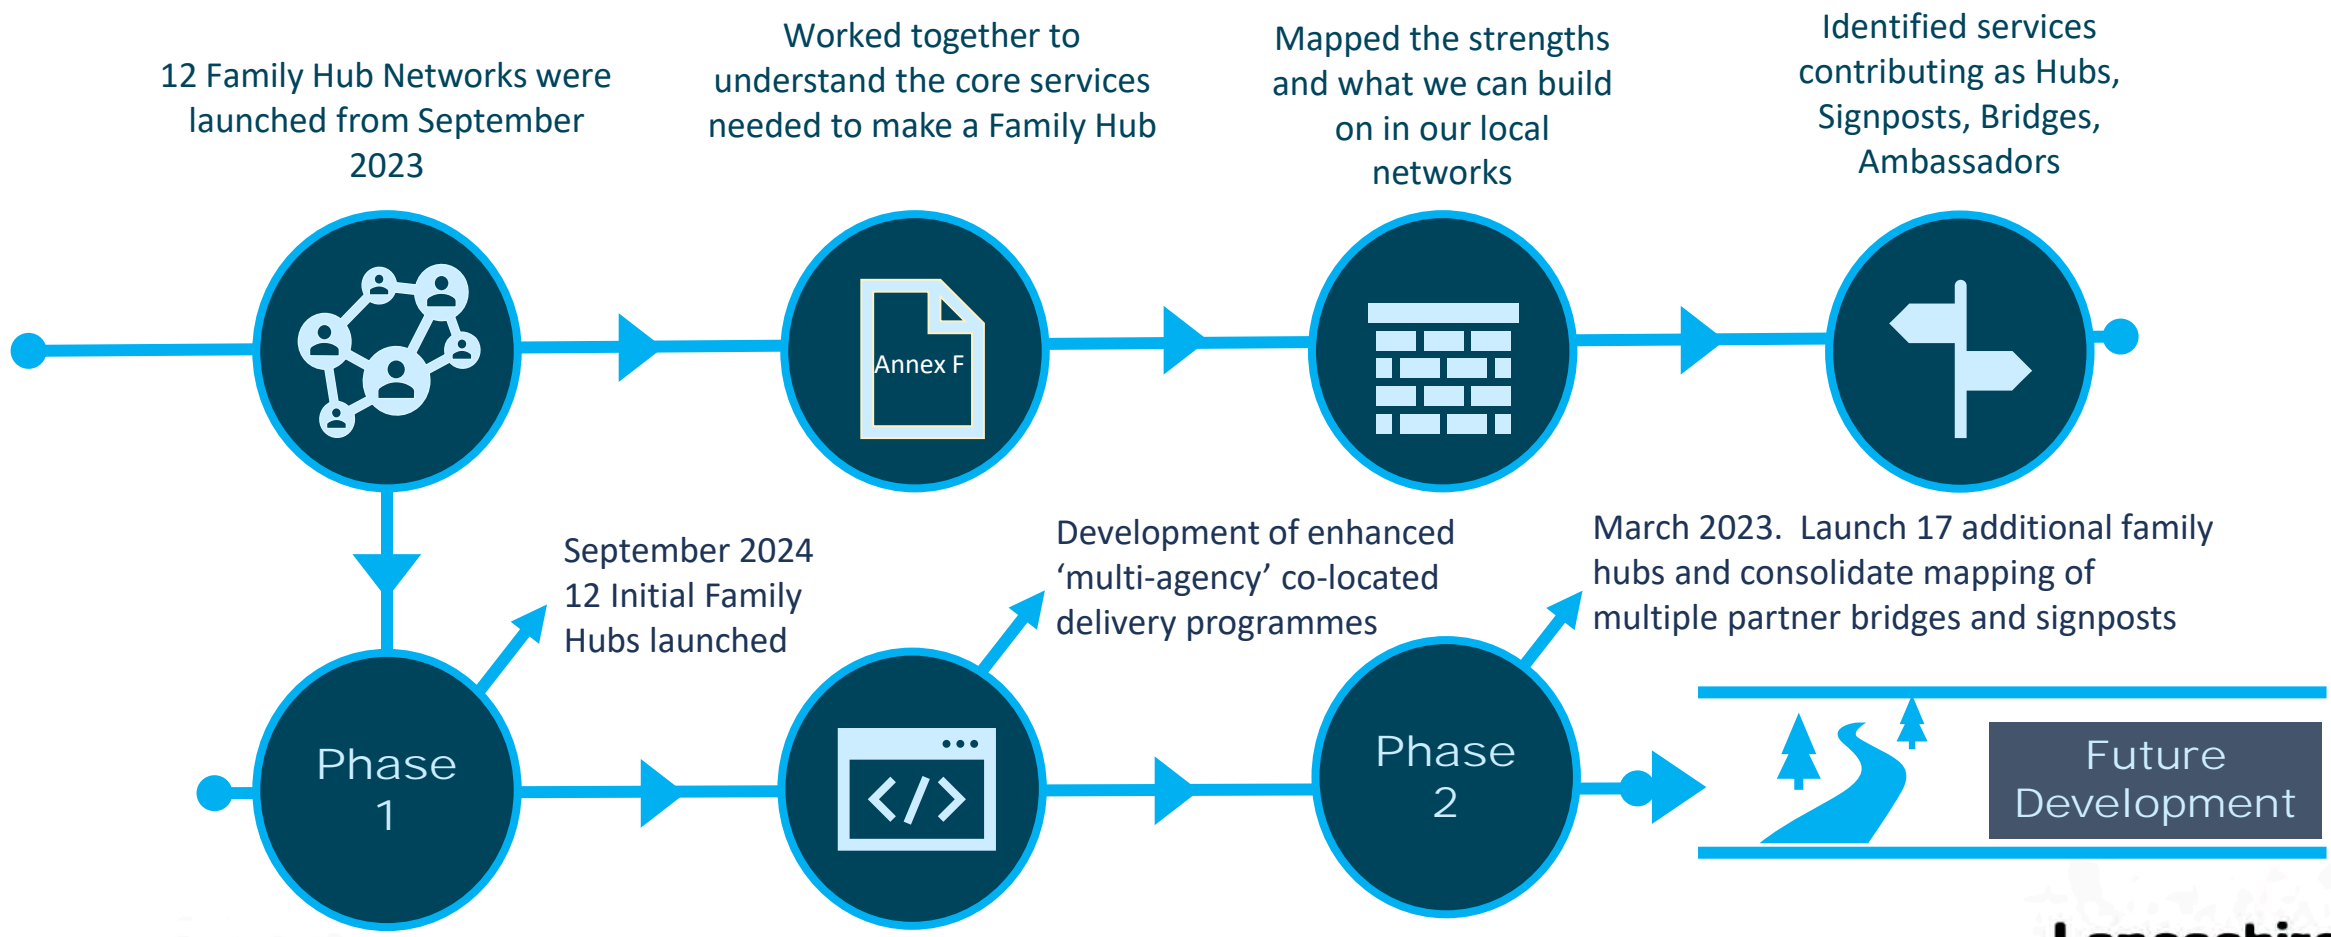 12 Family Hub Networks were
launched from September
2023
Worked together to
understand the core services
needed to make a Family Hub
Mapped the strengths
and what we can build
on in our local
networks
Identified services
contributing as Hubs,
Signposts, Bridges,
Ambassadors
Annex F
September 2024
12 Initial Family
Hubs launched
Development of enhanced
‘multi-agency’ co-located
delivery programmes
March 2023.  Launch 17 additional family
hubs and consolidate mapping of
multiple partner bridges and signposts
Phase
1
</>
Phase
2
Future
Development